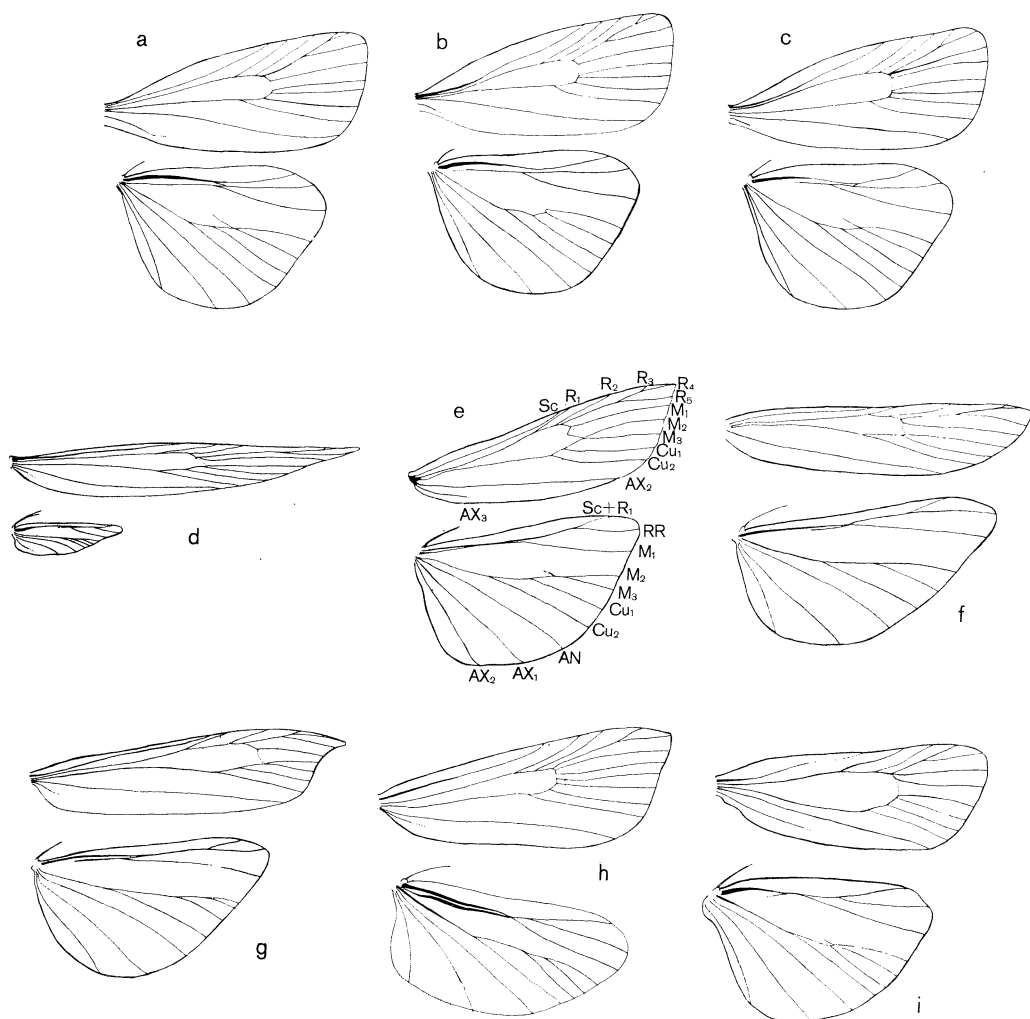 a
b
c
d
e
Sc
R₁
R₂
R₃
R₄
R₅
M₁
M₂
M₃
Cu₁
Cu₂
AX₂
AX₃
Sc+R₁
RR
M₁
M₂
M₃
Cu₁
Cu₂
AN
AX₁
AX₂
f
g
h
i